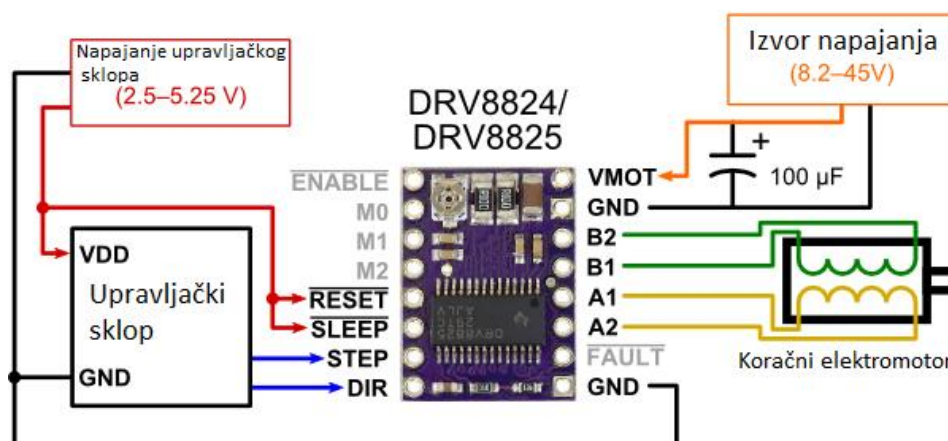 Napajanje upravljačkog
sklopa
(2.5–5.25 V)
Izvor napajanja
(8.2–45V)
DRV8824/
DRV8825
ENABLE
M0
M1
M2
RESET
SLEEP
STEP
DIR
VMOT
GND
B2
B1
A1
A2
FAULT
GND
+
100 µF
VDD
Upravljački
sklop
GND
Koračni elektromotor